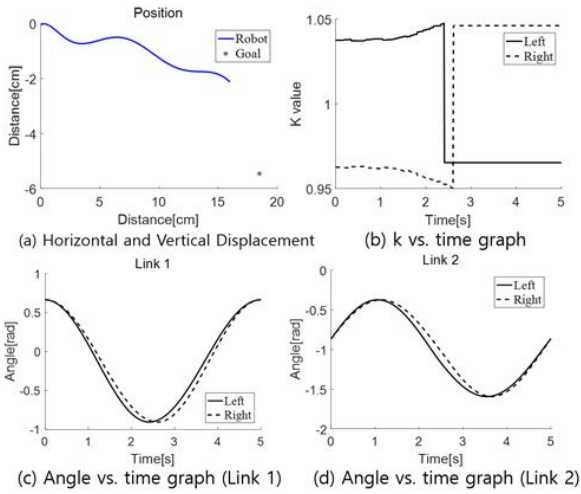 Position
0
-2
-4
-6
0
5
10
15
20
Distance[cm]
Distance[cm]
Robot
Goal
(a) Horizontal and Vertical Displacement
1.05
1
0.95
0
1
2
3
4
5
K value
Time[s]
Left
Right
(b) k vs. time graph
Link 1
1
0.5
0
-0.5
-1
0
1
2
3
4
5
Angle[rad]
Time[s]
Left
Right
(c) Angle vs. time graph (Link 1)
Link 2
0
-0.5
-1
-1.5
-2
0
1
2
3
4
5
Angle[rad]
Time[s]
Left
Right
(d) Angle vs. time graph (Link 2)